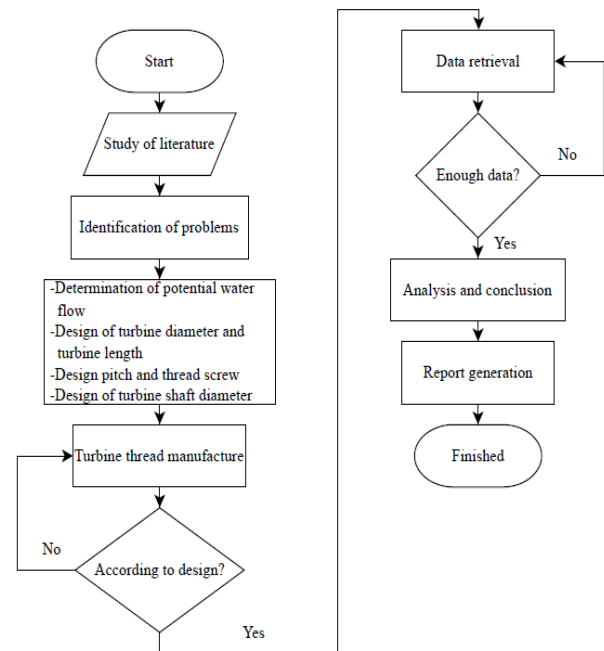 Start
Study of literature
Identification of problems
-Determination of potential water
flow
-Design of turbine diameter and
turbine length
-Design pitch and thread screw
-Design of turbine shaft diameter
Turbine thread manufacture
No
According to design?
Yes
Data retrieval
No
Enough data?
Yes
Analysis and conclusion
Report generation
Finished